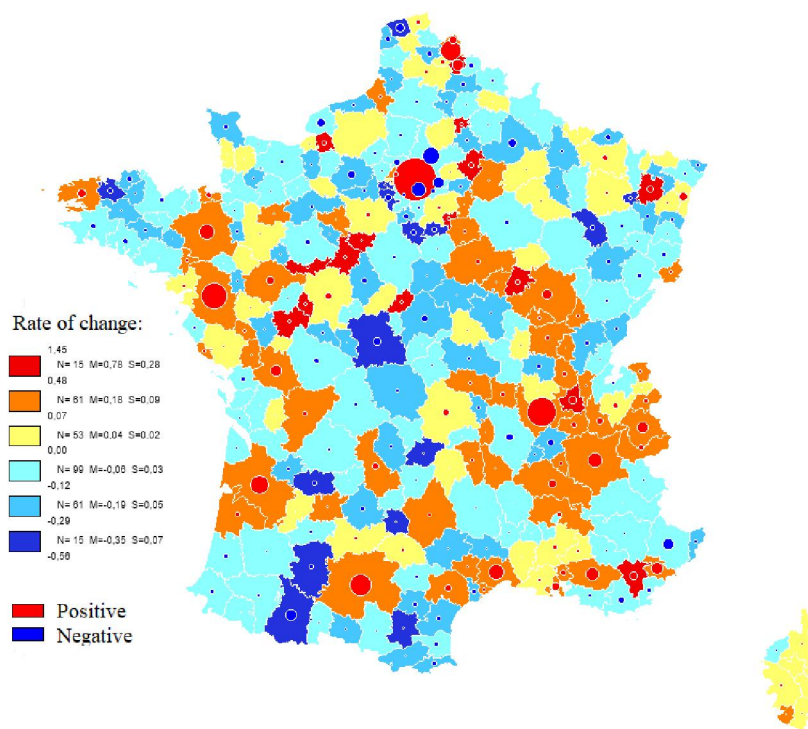 Rate of change:
1,45
N= 15 M=0,78 S=0,28
0,48
N= 61 M=0,18 S=0,09
0,07
N= 53 M=0,04 S=0,02
0,00
N= 99 M=-0,06 S=0,03
-0,12
N= 61 M=-0,19 S=0,05
-0,29
N= 15 M=-0,35 S=0,07
-0,56
Positive
Negative